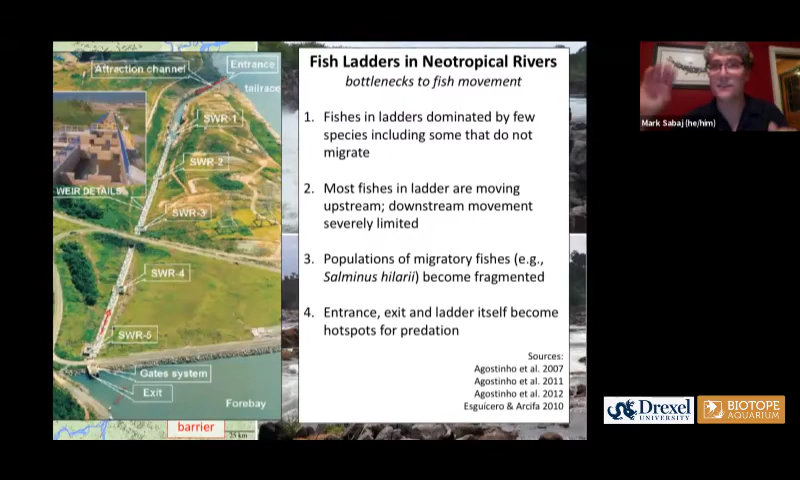 Attraction channel
Entrance
tailrace
SWR-1
SWR-2
WEIR DETAILS
SWR-3
SWR-4
SWR-5
Gates system
Exit
Forebay
barrier
25 km
Fish Ladders in Neotropical Rivers
bottlenecks to fish movement
1. Fishes in ladders dominated by few
species including some that do not
migrate
2. Most fishes in ladder are moving
upstream; downstream movement
severely limited
3. Populations of migratory fishes (e.g.,
Salminus hilarii) become fragmented
4. Entrance, exit and ladder itself become
hotspots for predation
Sources:
Agostinho et al. 2007
Agostinho et al. 2011
Agostinho et al. 2012
Esguícero & Arcifa 2010
Mark Sabaj (he/him)
Drexel
UNIVERSITY
BIOTOPE
AQUARIUM